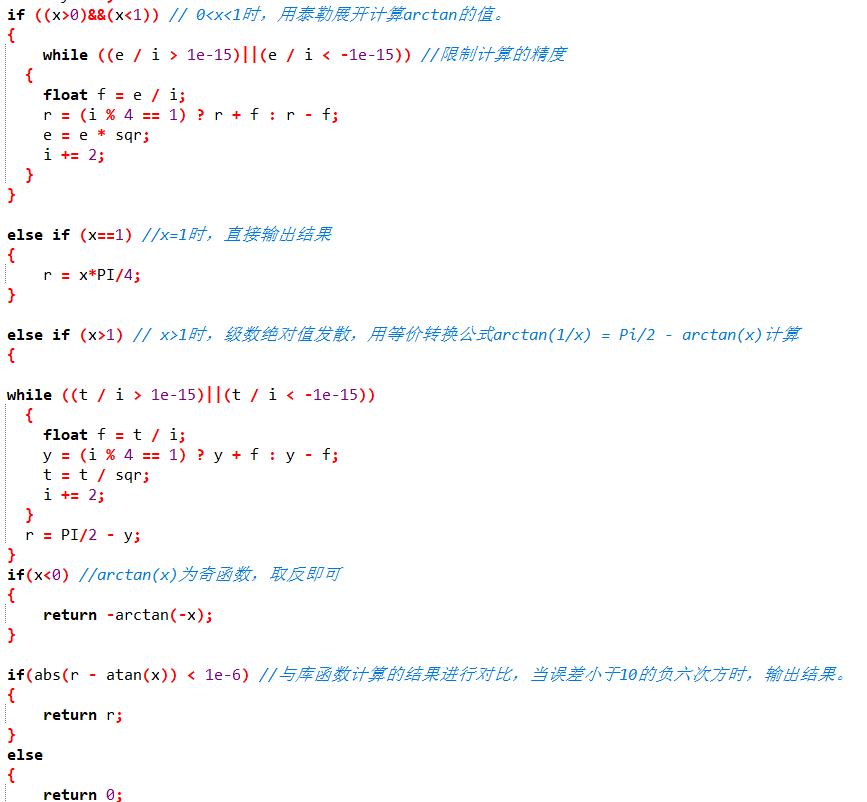 if ((x>0)&&(x<1)) // 0<x<1时，用泰勒展开计算arctan的值。
{
while ((e / i > 1e-15)||(e / i < -1e-15)) //限制计算的精度
{
float f = e / i;
r = (i % 4 == 1) ? r + f : r - f;
e = e * sqr;
i += 2;
}
}
else if (x==1) //x=1时，直接输出结果
{
r = x*PI/4;
}
else if (x>1) // x>1时，级数绝对值发散，用等价转换公式arctan(1/x) = Pi/2 - arctan(x)计算
{
while ((t / i > 1e-15)||(t / i < -1e-15))
{
float f = t / i;
y = (i % 4 == 1) ? y + f : y - f;
t = t / sqr;
i += 2;
}
r = PI/2 - y;
}
if(x<0) //arctan(x)为奇函数，取反即可
{
return -arctan(-x);
}
if(abs(r - atan(x)) < 1e-6) //与库函数计算的结果进行对比，当误差小于10的负六次方时，输出结果。
{
return r;
}
else
{
return 0;